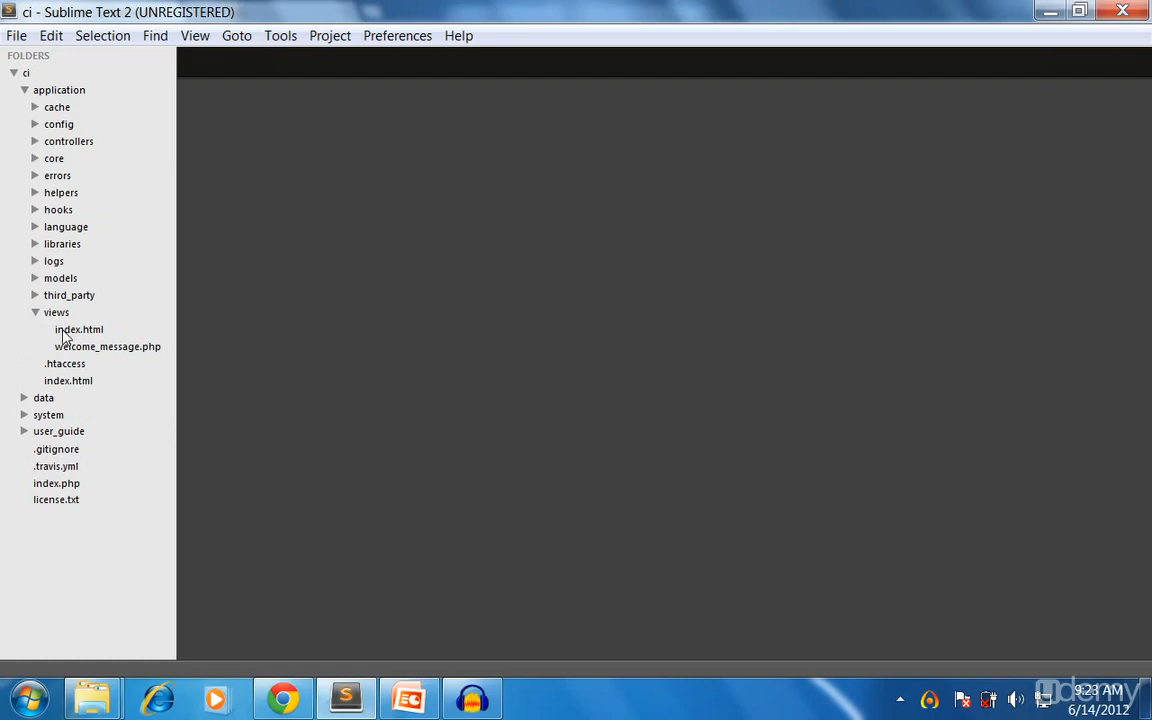 ci - Sublime Text 2 (UNREGISTERED)
File Edit Selection Find View Goto Tools Project Preferences Help
FOLDERS
ci
application
cache
config
controllers
core
errors
helpers
hooks
language
libraries
logs
models
third_party
views
index.html
welcome_message.php
.htaccess
index.html
data
system
user_guide
.gitignore
.travis.yml
index.php
license.txt
udemy
9:23 AM
6/14/2012